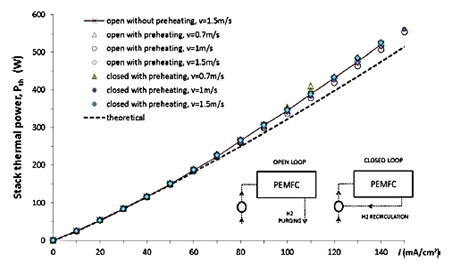 600
500
400
300
200
100
0
Stack thermal power, Pth (W)
open without preheating, v=1.5m/s
open with preheating, v=0.7m/s
open with preheating, v=1m/s
open with preheating, v=1.5m/s
closed with preheating, v=0.7m/s
closed with preheating, v=1m/s
closed with preheating, v=1.5m/s
theoretical
OPEN LOOP
PEMFC
H2
PURGING
CLOSED LOOP
PEMFC
H2 RECIRCULATION
0 10 20 30 40 50 60 70 80 90 100 110 120 130 140 I (mA/cm²)